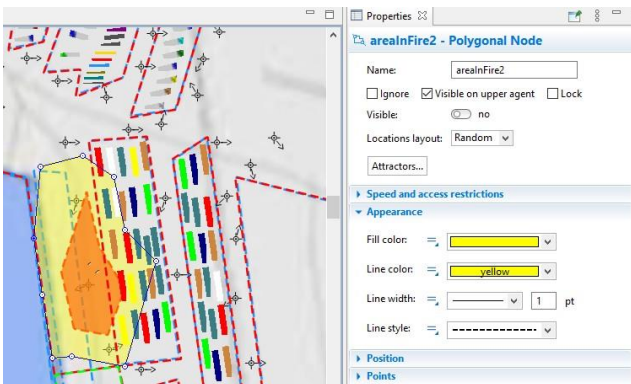 Properties
areaInFire2 - Polygonal Node
Name: areaInFire2
Ignore Visible on upper agent Lock
Visible: no
Locations layout: Random
Attractors...
Speed and access restrictions
Appearance
Fill color:
Line color: yellow
Line width: 1 pt
Line style:
Position
Points